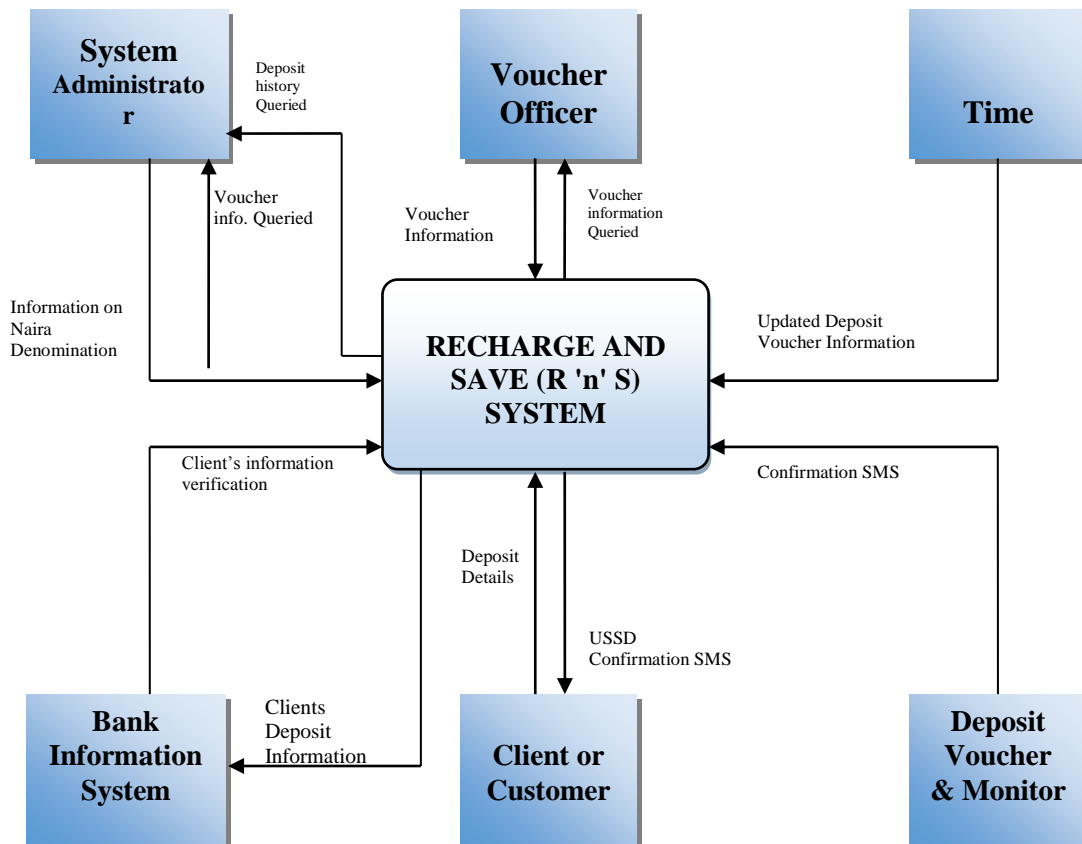 System
Administrato
r
Deposit
history
Queried
Voucher
Officer
Time
Voucher
info. Queried
Voucher
Information
Voucher
information
Queried
Information on
Naira
Denomination
RECHARGE AND
SAVE (R 'n' S)
SYSTEM
Updated Deposit
Voucher Information
Client’s information
verification
Confirmation SMS
Deposit
Details
USSD
Confirmation SMS
Bank
Information
System
Clients
Deposit
Information
Client or
Customer
Deposit
Voucher
& Monitor